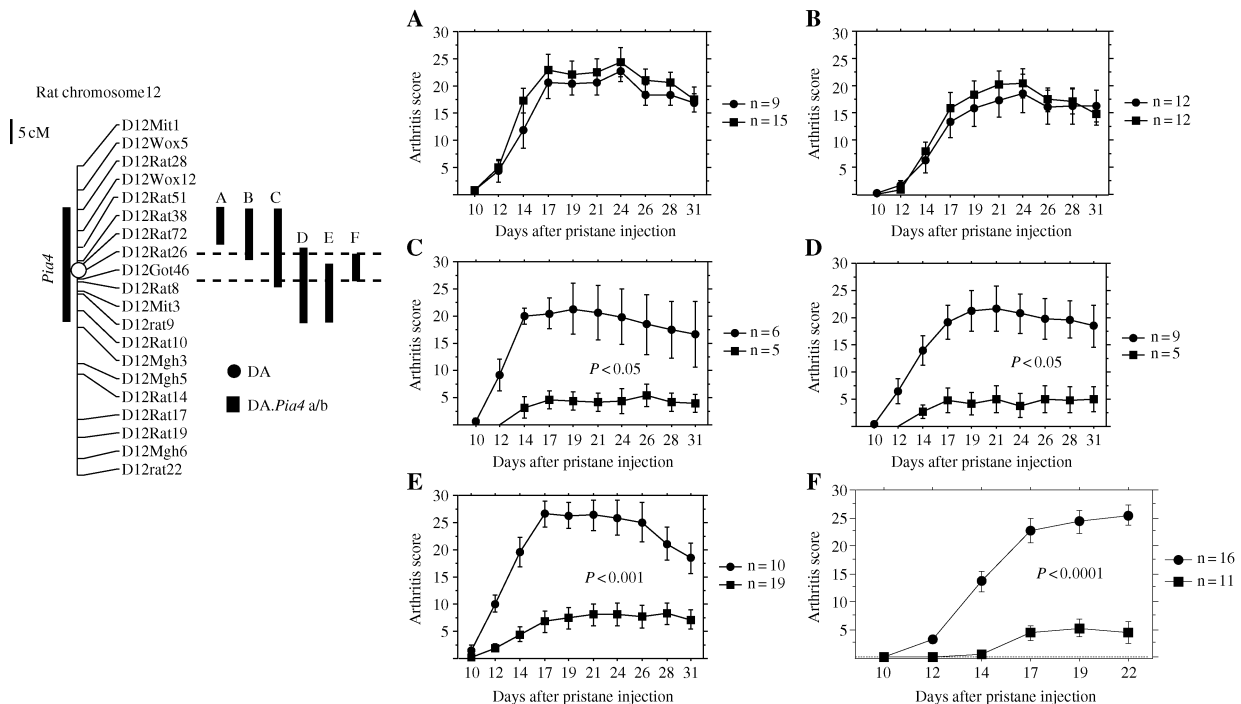 Rat chromosome12
5 cM
D12Mit1
D12Wox5
D12Rat28
D12Wox12
D12Rat51
D12Rat38
D12Rat72
D12Rat26
D12Got46
D12Rat8
D12Mit3
D12rat9
D12Rat10
D12Mgh3
D12Mgh5
D12Rat14
D12Rat17
D12Rat19
D12Mgh6
D12rat22
Pia4
A B C D E F
DA
DA.Pia4 a/b
A
Arthritis score
30
25
20
15
10
5
10 12 14 17 19 21 24 26 28 31
Days after pristane injection
n=9
n=15
B
Arthritis score
30
25
20
15
10
5
10 12 14 17 19 21 24 26 28 31
Days after pristane injection
n=12
n=12
C
Arthritis score
30
25
20
15
10
5
P<0.05
10 12 14 17 19 21 24 26 28 31
Days after pristane injection
n=6
n=5
D
Arthritis score
30
25
20
15
10
5
P<0.05
10 12 14 17 19 21 24 26 28 31
Days after pristane injection
n=9
n=5
E
Arthritis score
30
25
20
15
10
5
P<0.001
10 12 14 17 19 21 24 26 28 31
Days after pristane injection
n=10
n=19
F
Arthritis score
30
25
20
15
10
5
P<0.0001
10 12 14 17 19 22
Days after pristane injection
n=16
n=11